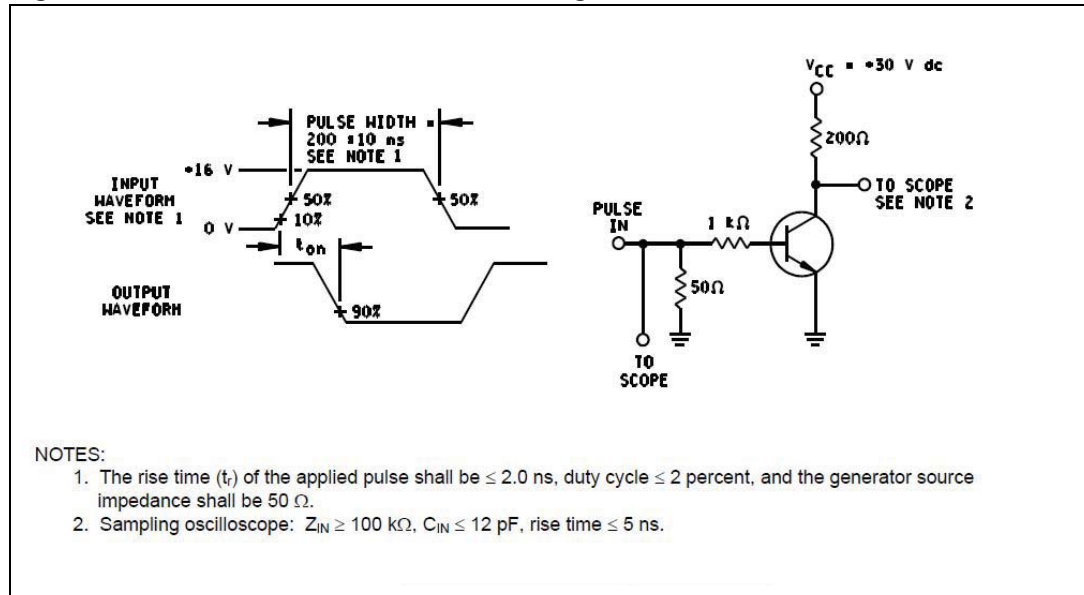 VCC = +30 V dc
200Ω
TO SCOPE
SEE NOTE 2
PULSE WIDTH =
200 ±10 ns
SEE NOTE 1
+16 V
INPUT
WAVEFORM
SEE NOTE 1
0 V
50%
10%
50%
ton
OUTPUT
WAVEFORM
90%
PULSE
IN
1 kΩ
50Ω
TO
SCOPE
NOTES:
1. The rise time (tr) of the applied pulse shall be ≤ 2.0 ns, duty cycle ≤ 2 percent, and the generator source
impedance shall be 50 Ω.
2. Sampling oscilloscope: ZIN ≥ 100 kΩ, CIN ≤ 12 pF, rise time ≤ 5 ns.